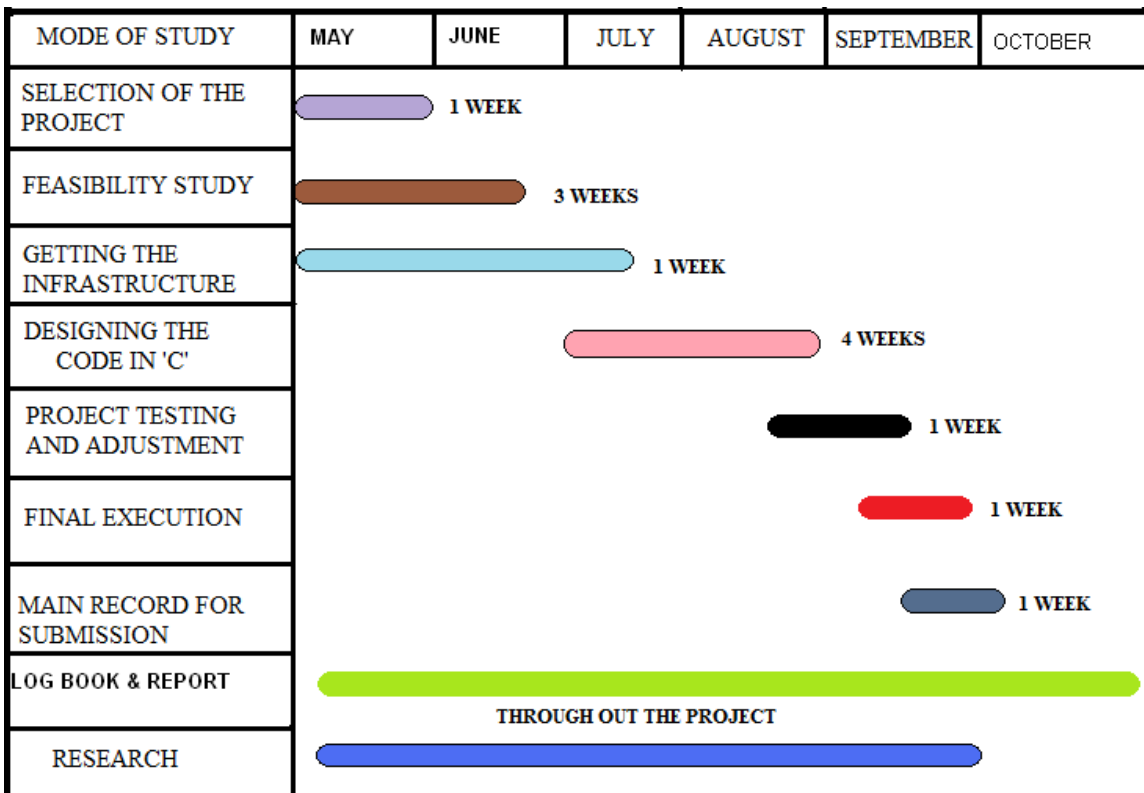 MODE OF STUDY MAY JUNE JULY AUGUST SEPTEMBER OCTOBER
SELECTION OF THE
PROJECT
1 WEEK
FEASIBILITY STUDY
3 WEEKS
GETTING THE
INFRASTRUCTURE
1 WEEK
DESIGNING THE
CODE IN 'C'
4 WEEKS
PROJECT TESTING
AND ADJUSTMENT
1 WEEK
FINAL EXECUTION
1 WEEK
MAIN RECORD FOR
SUBMISSION
1 WEEK
LOG BOOK & REPORT
THROUGH OUT THE PROJECT
RESEARCH